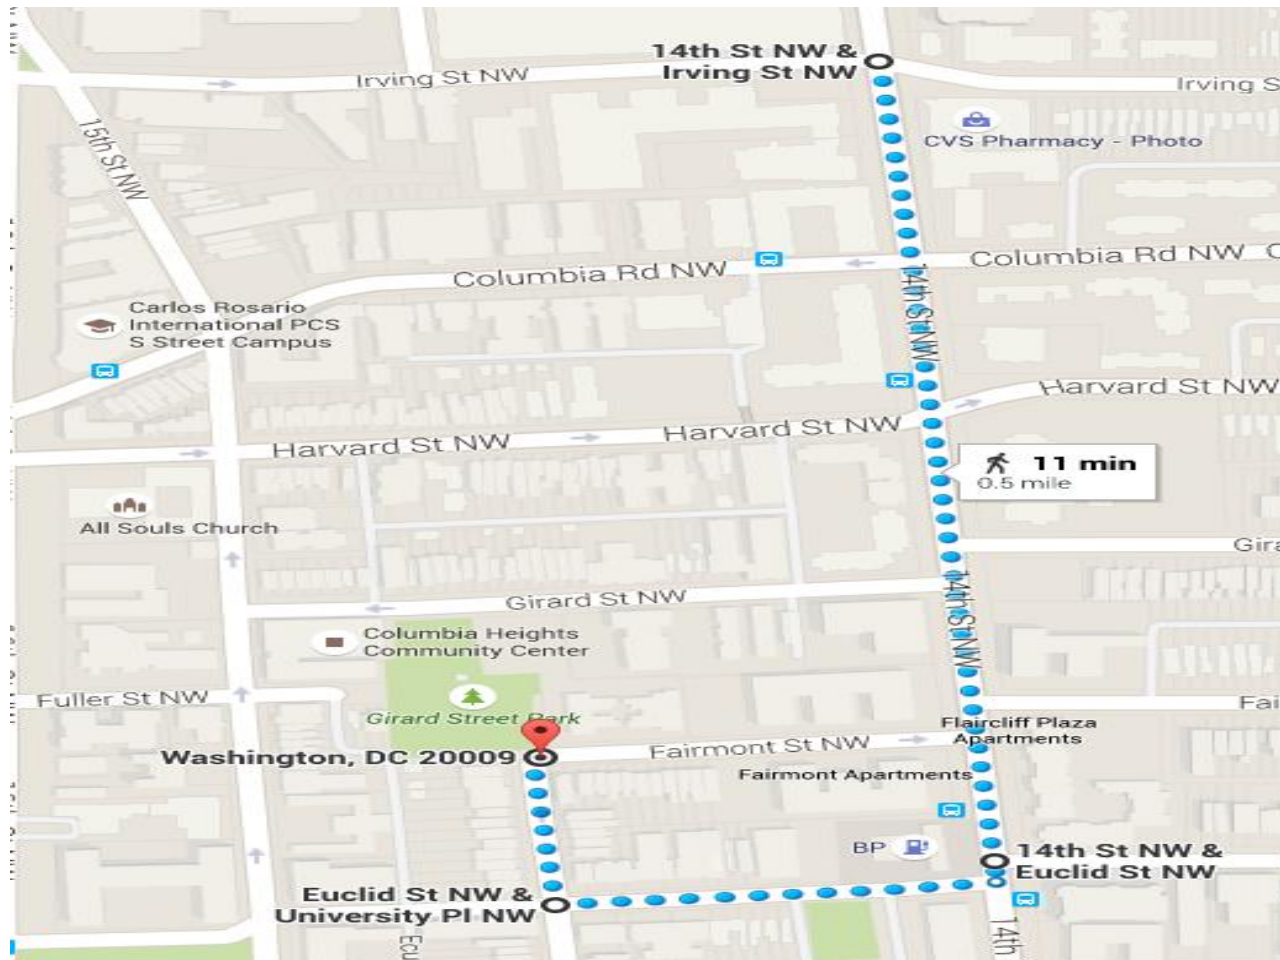 14th St NW &
Irving St NW
Irving St NW
Irving S
15th St NW
CVS Pharmacy - Photo
Columbia Rd NW
Columbia Rd NW
C
14th St NW
Carlos Rosario
International PCS
S Street Campus
Harvard St NW
Harvard St NW
Harvard St NW
11 min
0.5 mile
All Souls Church
Gira
Girard St NW
14th St NW
Columbia Heights
Community Center
Fuller St NW
Fai
Girard Street Park
Flaircliff Plaza
Apartments
Washington, DC 20009
Fairmont St NW
Fairmont Apartments
BP
14th St NW &
Euclid St NW
Euclid St NW &
University Pl NW
Ecu
14th